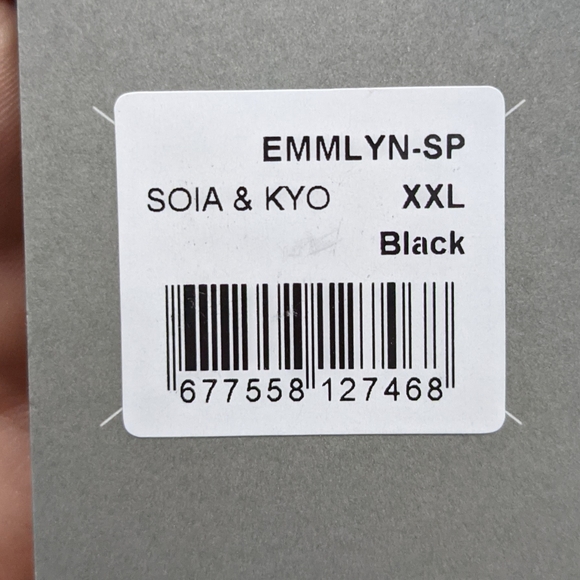 EMMLYN-SP
SOIA & KYO XXL
Black
677558 127468